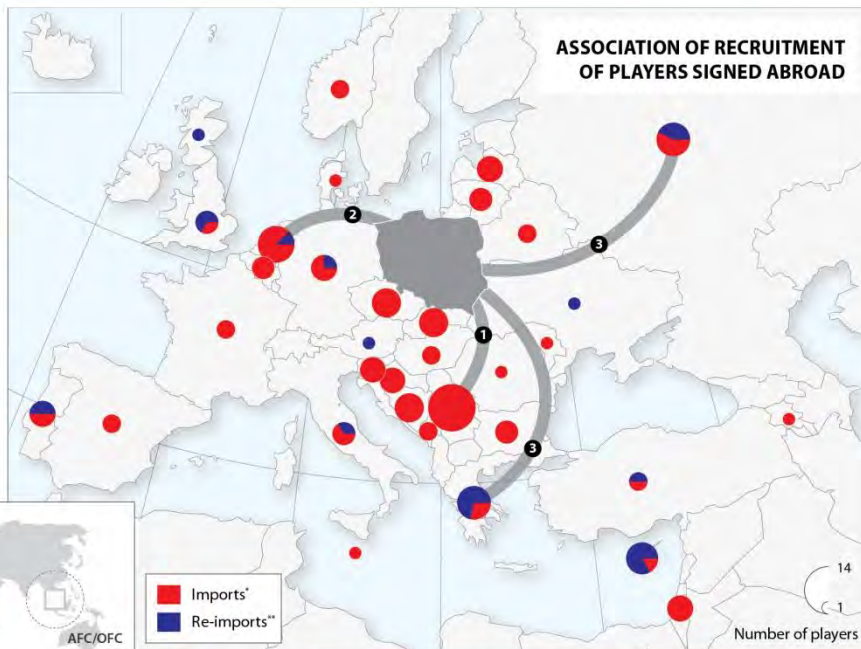 ASSOCIATION OF RECRUITMENT
OF PLAYERS SIGNED ABROAD
2
3
1
3
Imports*
Re-imports**
AFC/OFC
14
1
Number of players